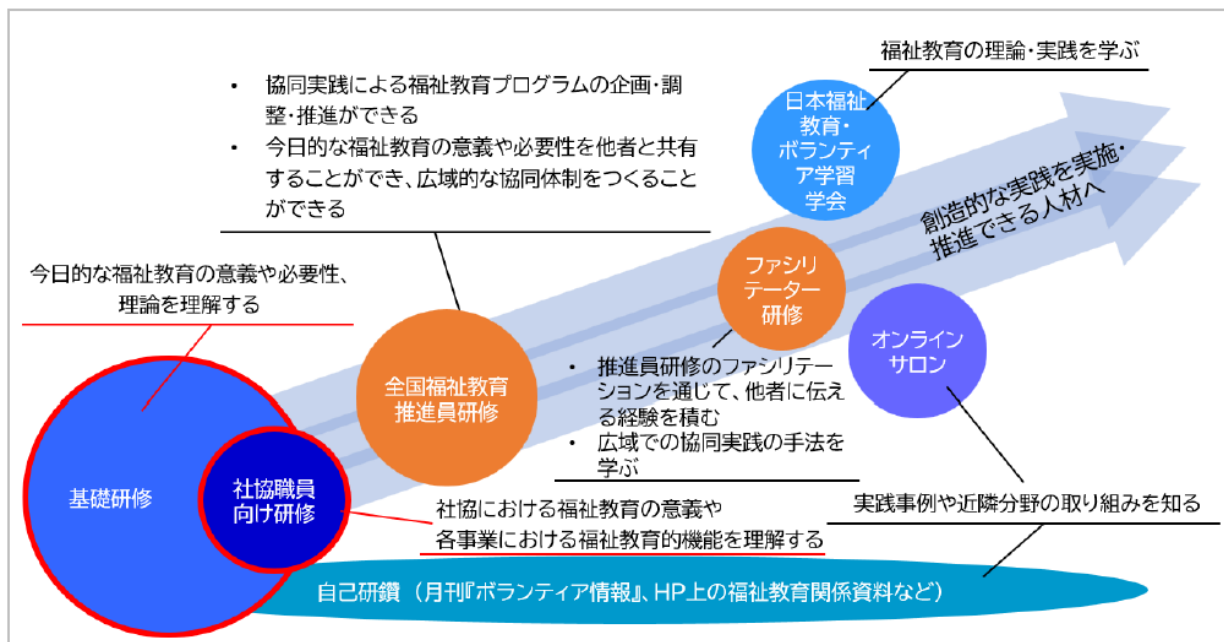 福祉教育の理論・実践を学ぶ
• 協同実践による福祉教育プログラムの企画・調
整・推進ができる
• 今日的な福祉教育の意義や必要性を他者と共有
することができ、広域的な協同体制をつくること
ができる
日本福祉
教育・
ボランティ
ア学習
学会
創造的な実践を実施・
推進できる人材へ
今日的な福祉教育の意義や必要性、
理論を理解する
ファシリ
テーター
研修
オンライン
サロン
全国福祉教育
推進員研修
• 推進員研修のファシリテー
ションを通じて、他者に伝え
る経験を積む
• 広域での協同実践の手法を
学ぶ
基礎研修
社協職員
向け研修
社協における福祉教育の意義や
各事業における福祉教育的機能を理解する
実践事例や近隣分野の取り組みを知る
自己研鑽（月刊『ボランティア情報』、HP上の福祉教育関係資料など）